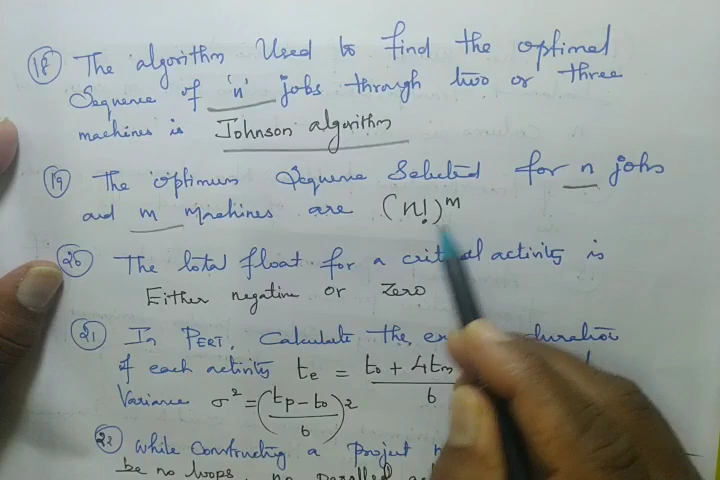 18 The algorithm Used to find the optimal
Sequence of 'n' jobs through two or three
machines is Johnson algorithm
19 The optimum Sequence Selected for n jobs
and m machines are (n!)^m
20 The total float for a critical activity is
Either negative or Zero
21 In PERT, Calculate the duration
of each activity te = to + 4tm
6
Variance σ² = (tp - to / 6)²
22 While Constructing a project
be no loops, no parallel